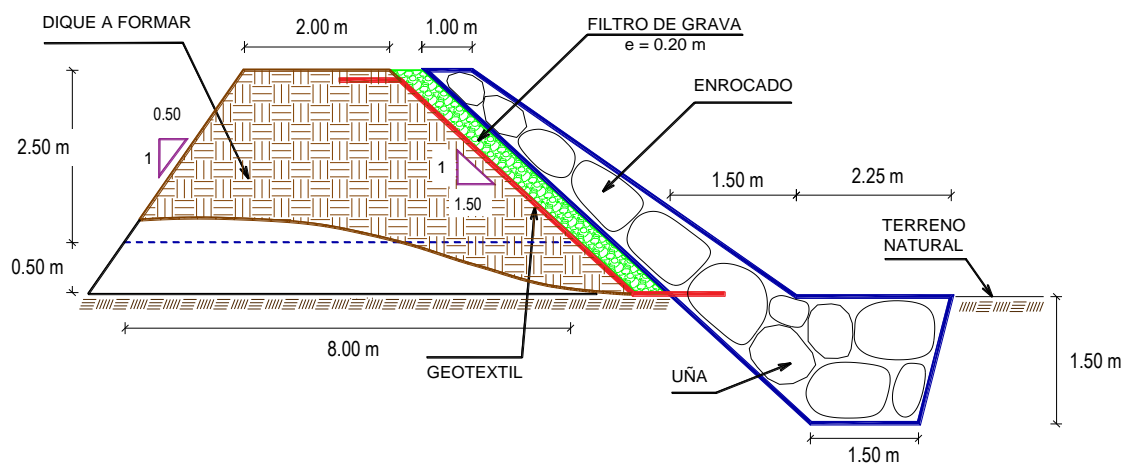 DIQUE A FORMAR
2.00 m
1.00 m
FILTRO DE GRAVA
e = 0.20 m
ENROCADO
0.50
1
2.50 m
1
1.50
1.50 m
2.25 m
TERRENO
NATURAL
0.50 m
8.00 m
GEOTEXTIL
UÑA
1.50 m
1.50 m